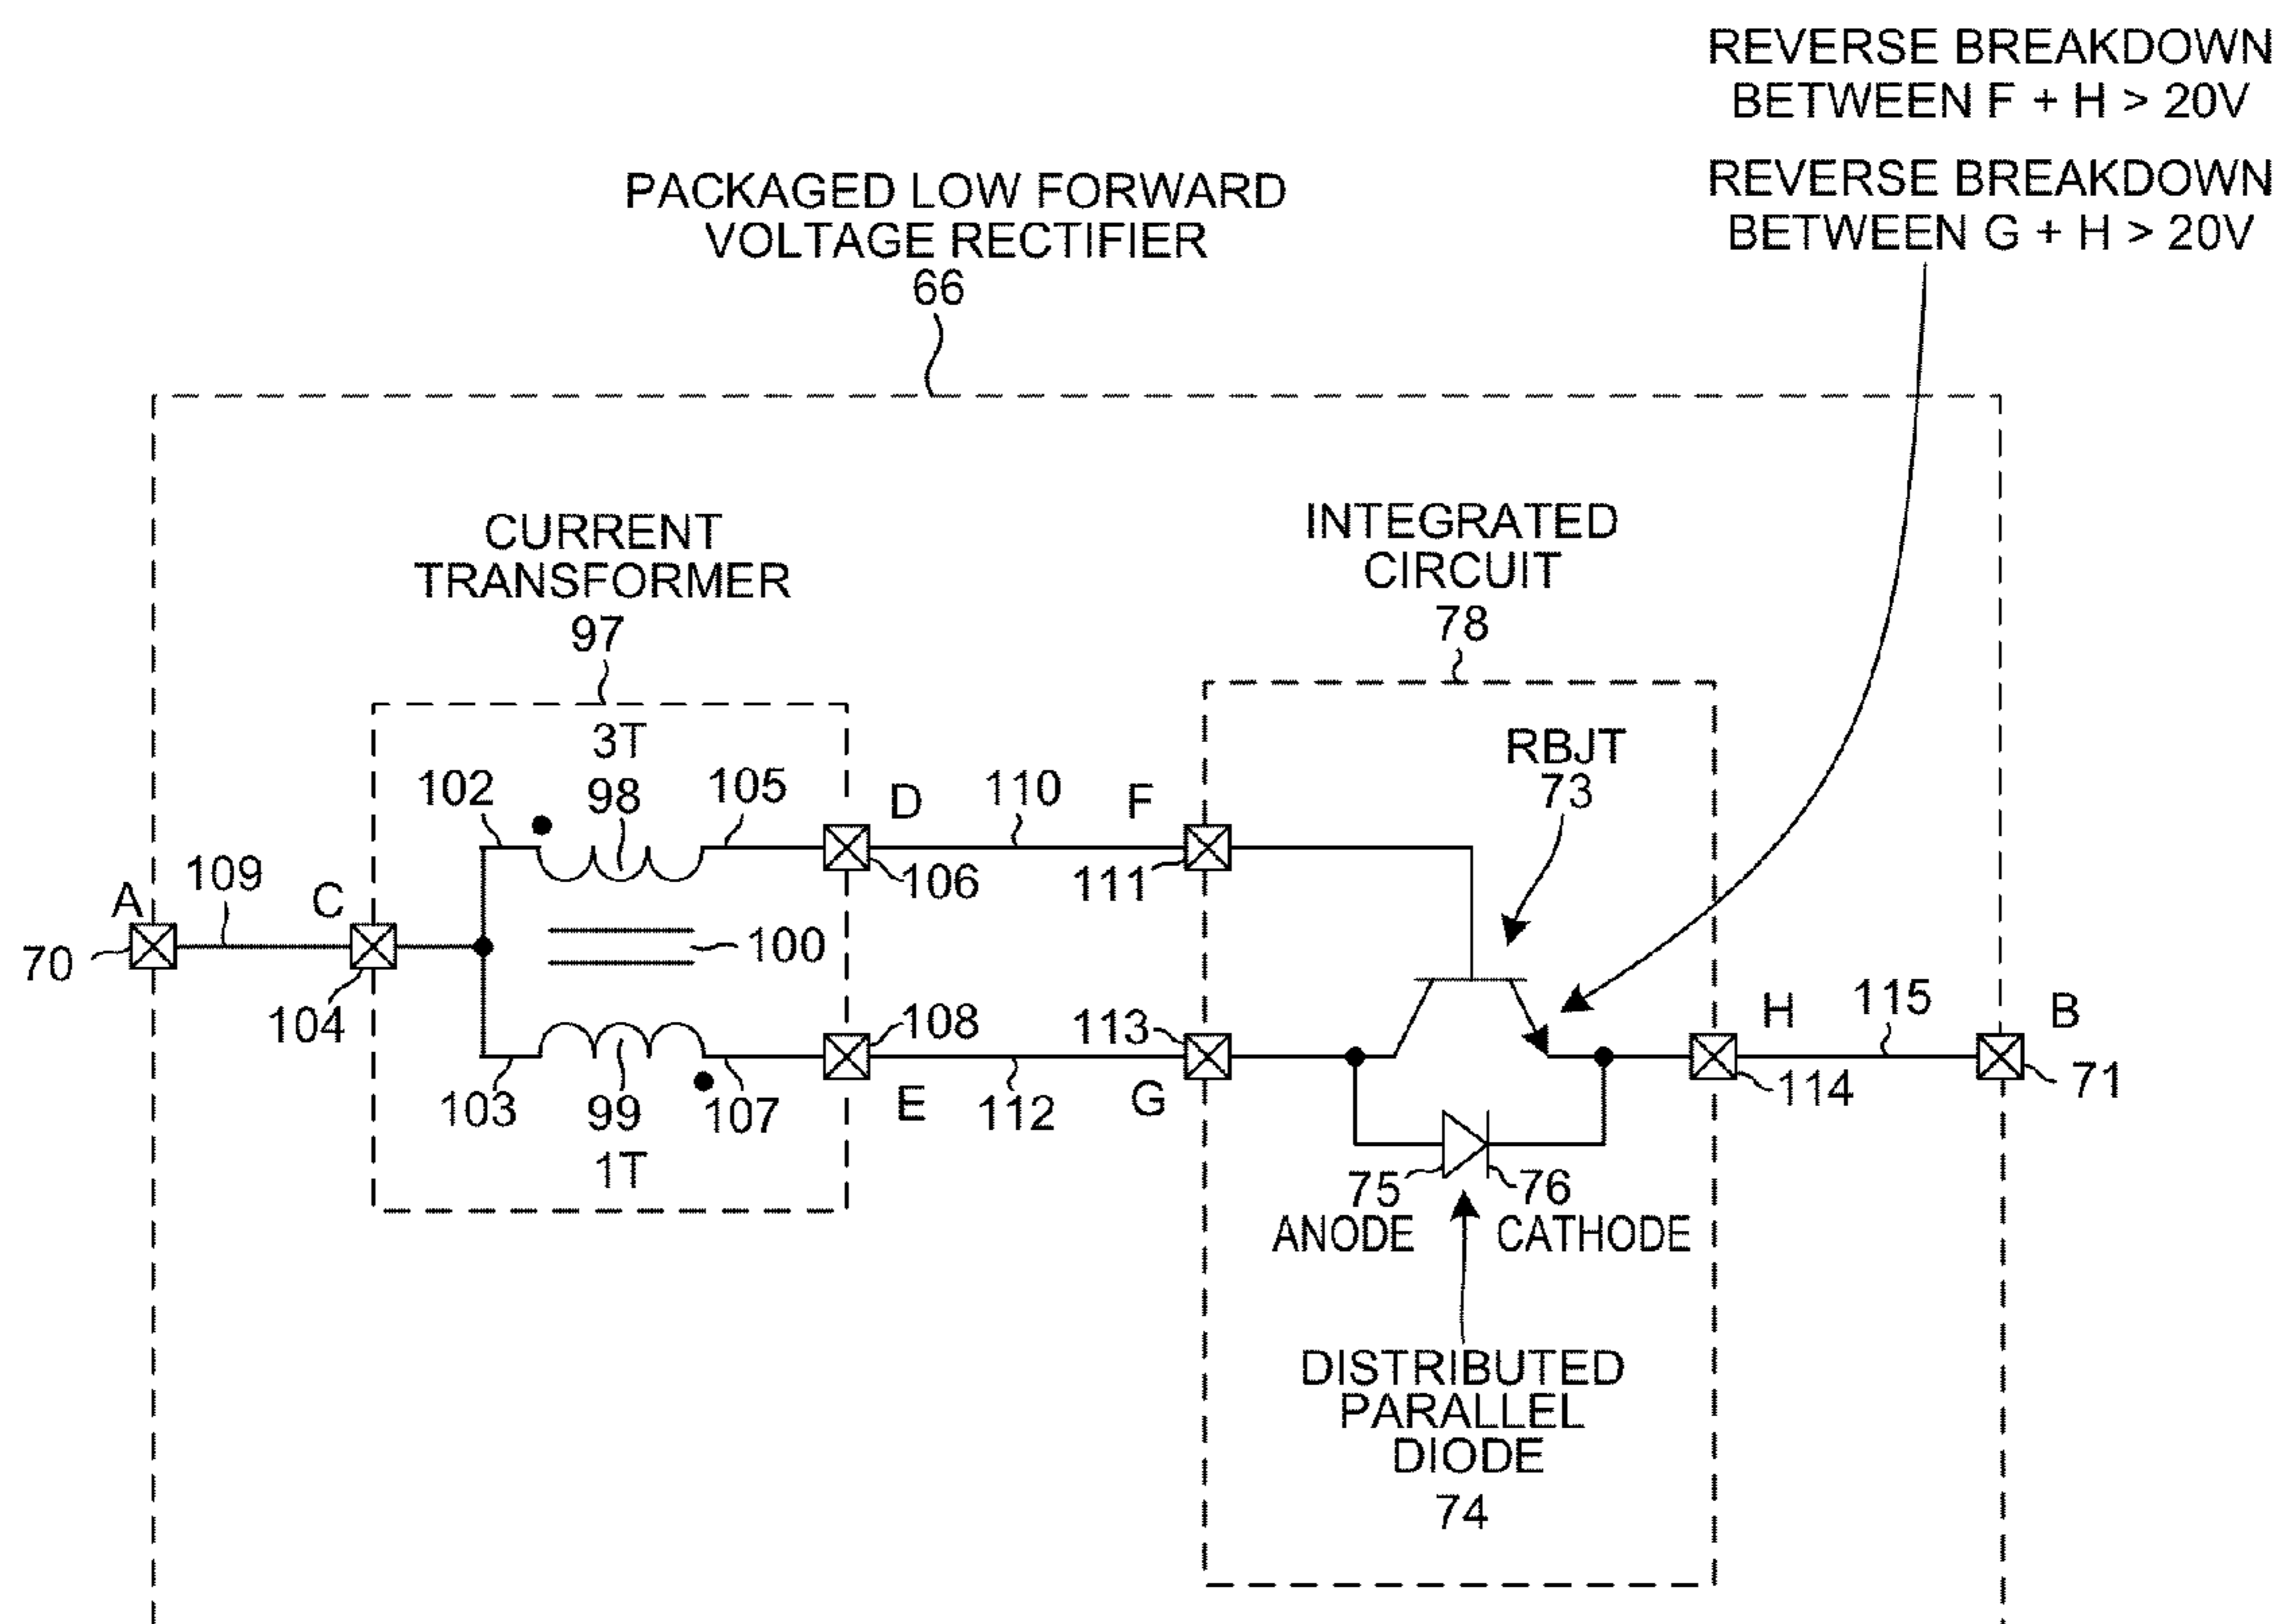 REVERSE BREAKDOWN
BETWEEN F + H > 20V
REVERSE BREAKDOWN
BETWEEN G + H > 20V
PACKAGED LOW FORWARD
VOLTAGE RECTIFIER
66
CURRENT
TRANSFORMER
97
INTEGRATED
CIRCUIT
78
3T
102
98
105
D
110
F
RBJT
73
A
109
C
106
111
70
100
104
108
113
H
115
B
103
99
107
E
112
G
114
71
1T
75
76
ANODE
CATHODE
DISTRIBUTED
PARALLEL
DIODE
74